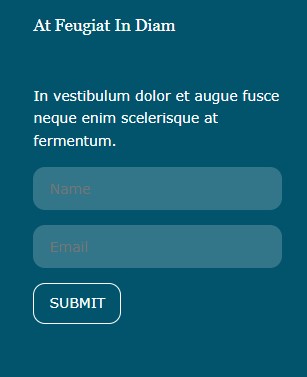 At Feugiat In Diam
In vestibulum dolor et augue fusce
neque enim scelerisque at
fermentum.
Name
Email
SUBMIT